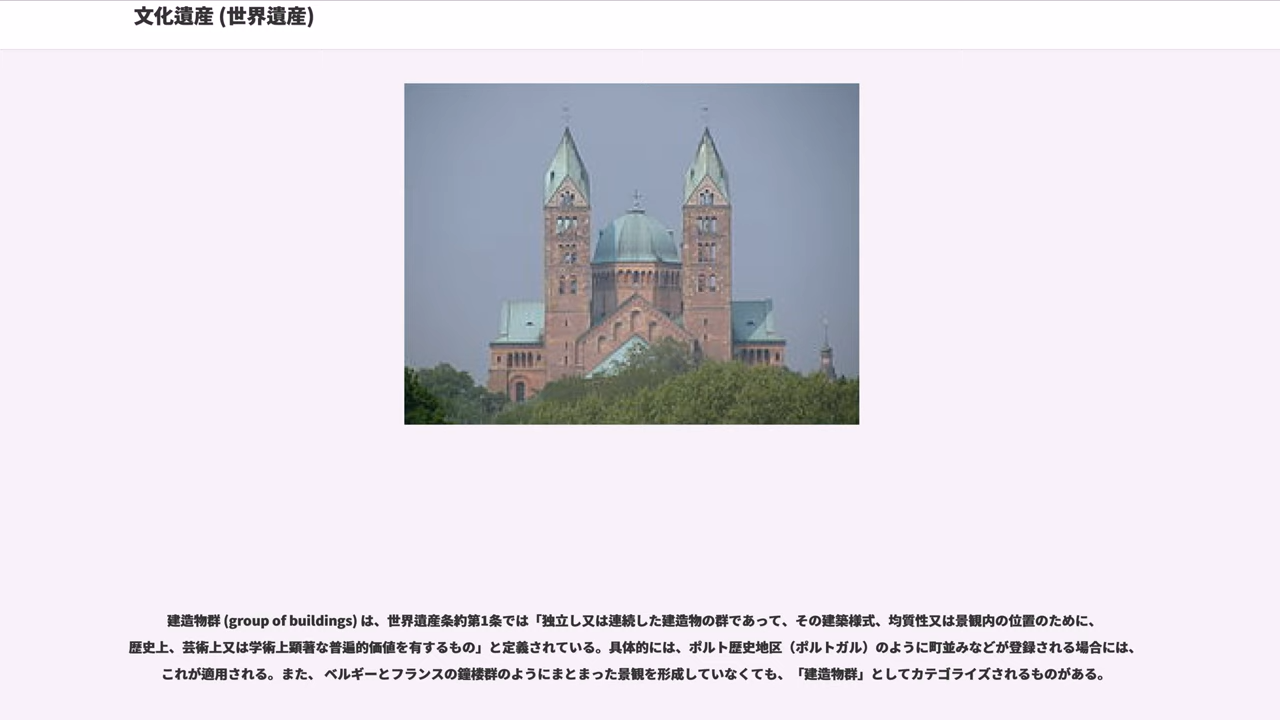 文化遺産 (世界遺産)
建造物群 (group of buildings) は、世界遺産条約第1条では「独立し又は連続した建造物の群であって、その建築様式、均質性又は景観内の位置のために、
歴史上、芸術上又は学術上顕著な普遍的価値を有するもの」と定義されている。具体的には、ポルト歴史地区（ポルトガル）のように町並みなどが登録される場合には、
これが適用される。また、 ベルギーとフランスの鐘楼群のようにまとまった景観を形成していなくても、「建造物群」としてカテゴライズされるものがある。